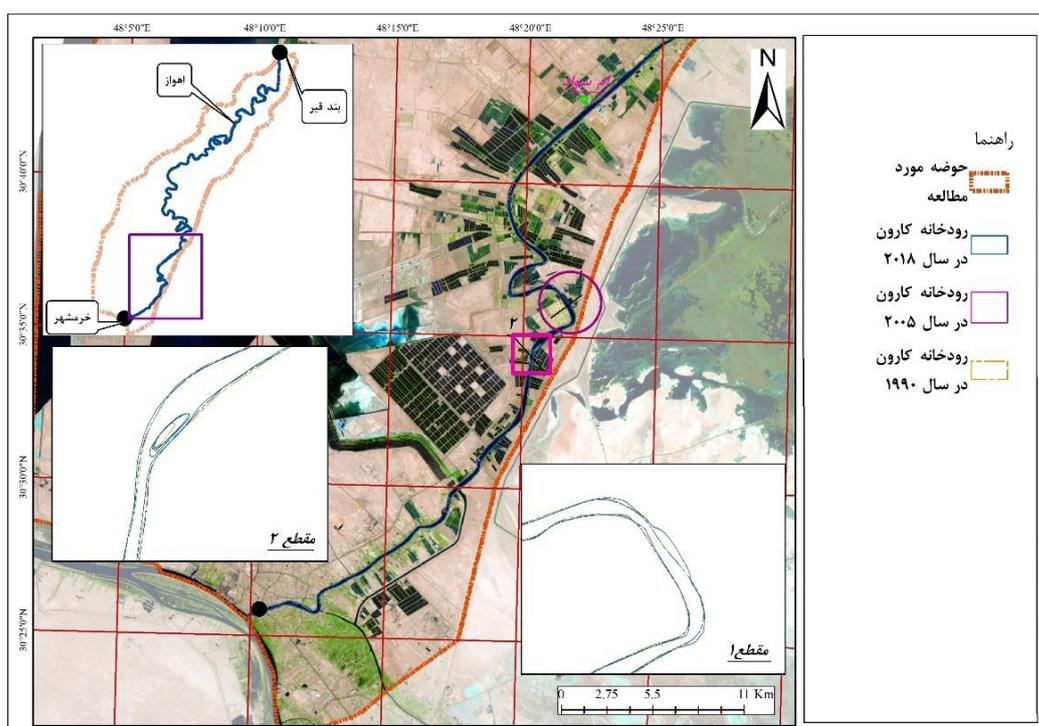 48°5'0"E
48°10'0"E
48°15'0"E
48°20'0"E
48°25'0"E
30°40'0"N
30°35'0"N
30°30'0"N
30°25'0"N
اهواز
بند قیر
خرمشهر
N
۲
مقطع ۲
مقطع۱
0 2,75 5,5 11 Km
راهنما
حوضه مورد
مطالعه
رودخانه کارون
در سال ۲۰۱۸
رودخانه کارون
در سال ۲۰۰۵
رودخانه کارون
در سال ۱۹۹۰